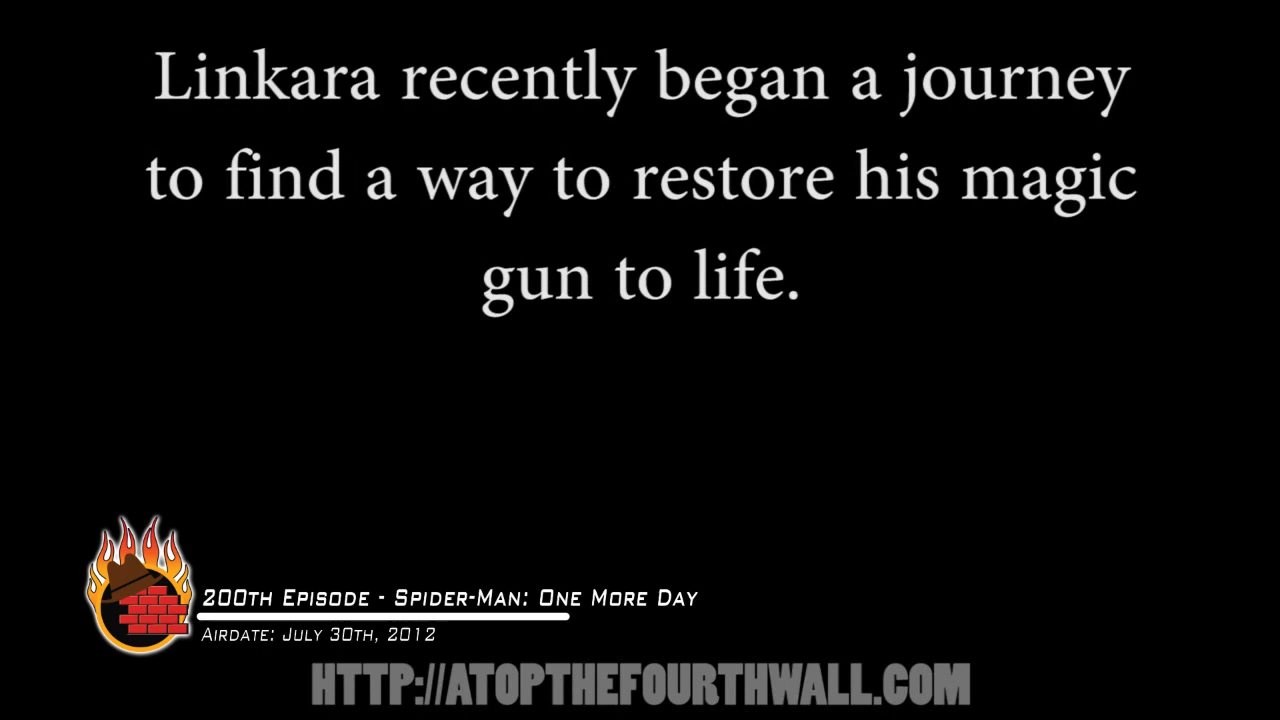 Linkara recently began a journey
to find a way to restore his magic
gun to life.
200th Episode - Spider-Man: One More Day
Airdate: July 30th, 2012
HTTP://ATOPTHEFOURTHWALL.COM